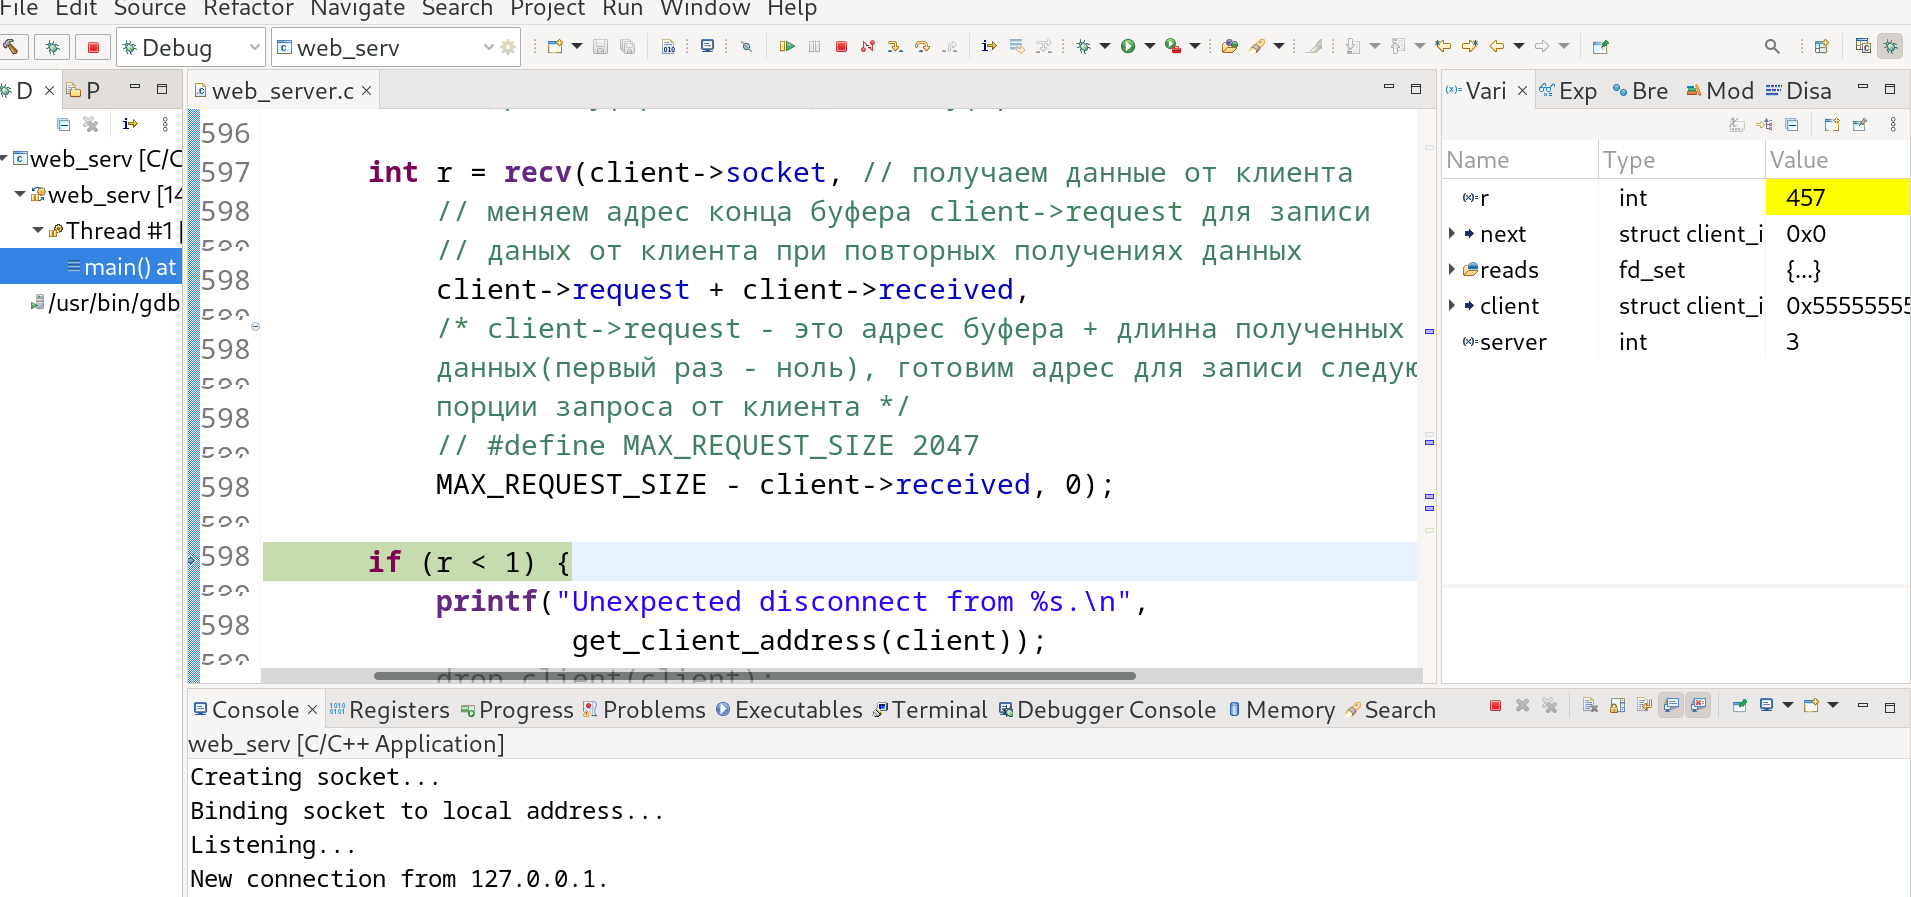 File Edit Source Refactor Navigate Search Project Run Window Help
Debug web_serv
D P
web_serv [C/C
web_serv [14
Thread #1
main() at
/usr/bin/gdb
web_server.c
596
597 int r = recv(client->socket, // получаем данные от клиента
598 // меняем адрес конца буфера client->request для записи
// даных от клиента при повторных получениях данных
598 client->request + client->received,
/* client->request - это адрес буфера + длинна полученных
598 данных(первый раз - ноль), готовим адрес для записи следую
598 порции запроса от клиента */
// #define MAX_REQUEST_SIZE 2047
598 MAX_REQUEST_SIZE - client->received, 0);
598 if (r < 1) {
printf("Unexpected disconnect from %s.\n",
598 get_client_address(client));
drop_client(client);
Vari Exp Bre Mod Disa
Name Type Value
r int 457
next struct client_i 0x0
reads fd_set {...}
client struct client_i 0x55555555
server int 3
Console Registers Progress Problems Executables Terminal Debugger Console Memory Search
web_serv [C/C++ Application]
Creating socket...
Binding socket to local address...
Listening...
New connection from 127.0.0.1.